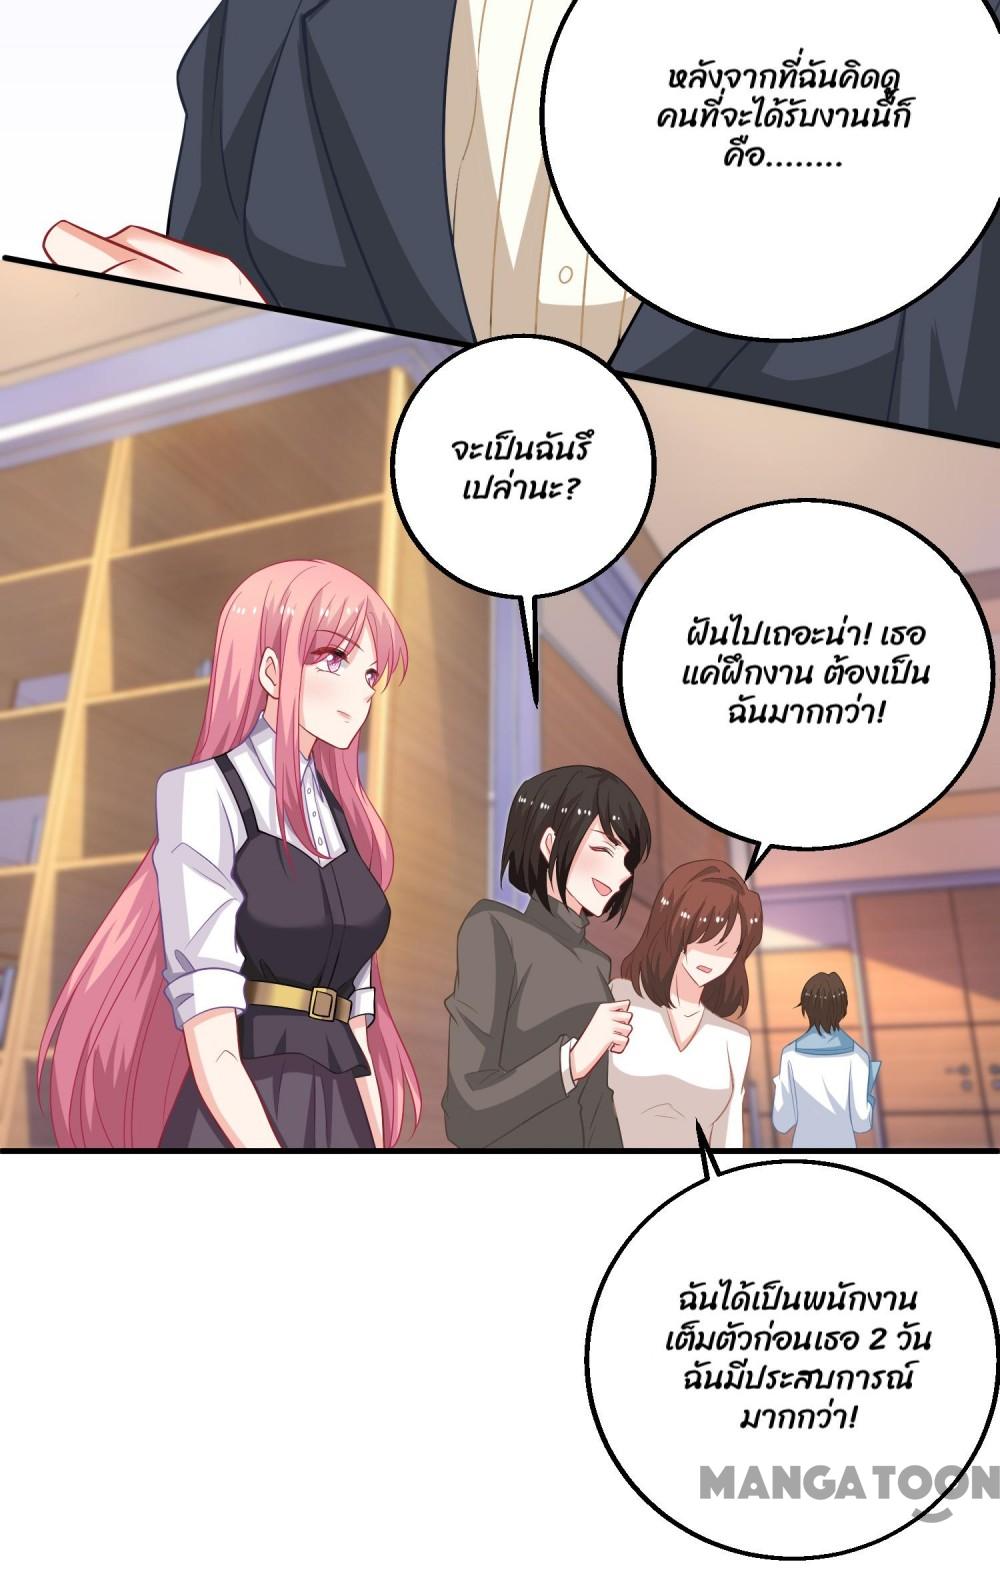 หลังจากที่ฉันคิดดู
คนที่จะได้รับงานนี้ก็
คือ........
จะเป็นฉันรึ
เปล่านะ?
ฝันไปเถอะน่า! เธอ
แค่ฝึกงาน ต้องเป็น
ฉันมากกว่า!
ฉันได้เป็นพนักงาน
เต็มตัวก่อนเธอ 2 วัน
ฉันมีประสบการณ์
มากกว่า!
MANGATOON